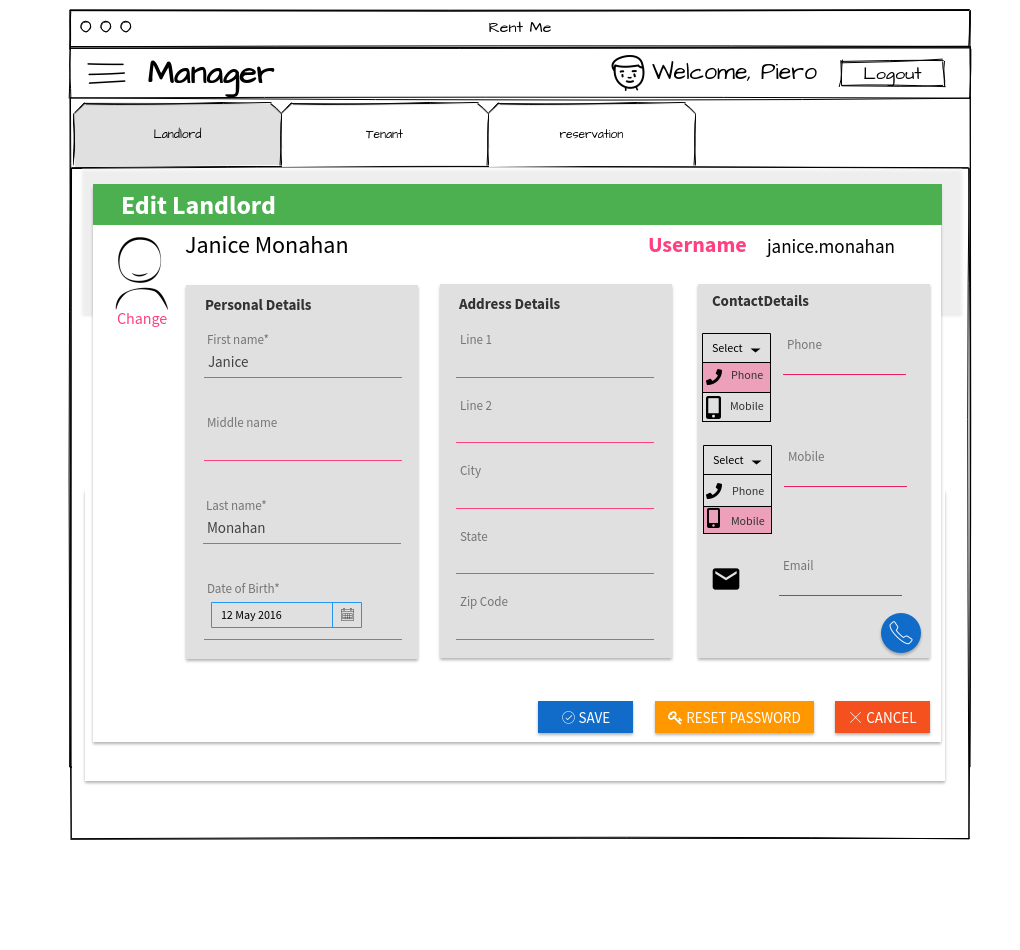 Rent Me
Manager
Welcome, Piero
Logout
Landlord
Tenant
reservation
Edit Landlord
Janice Monahan
Username janice.monahan
Change
Personal Details
First name*
Janice
Middle name
Last name*
Monahan
Date of Birth*
12 May 2016
Address Details
Line 1
Line 2
City
State
Zip Code
ContactDetails
Select
Phone
Mobile
Phone
Select
Phone
Mobile
Mobile
Email
SAVE
RESET PASSWORD
CANCEL